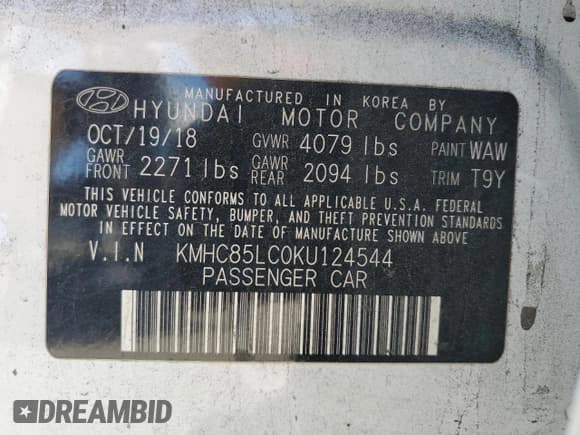 MANUFACTURED IN KOREA BY
HYUNDAI MOTOR COMPANY
OCT/19/18 GVWR 4079 lbs PAINT WAW
GAWR FRONT 2271 lbs GAWR REAR 2094 lbs TRIM T9Y
THIS VEHICLE CONFORMS TO ALL APPLICABLE U.S.A. FEDERAL
MOTOR VEHICLE SAFETY, BUMPER, AND THEFT PREVENTION STANDARDS
IN EFFECT ON THE DATE OF MANUFACTURE SHOWN ABOVE
V.I.N KMHC85LC0KU124544
PASSENGER CAR
DREAMBID